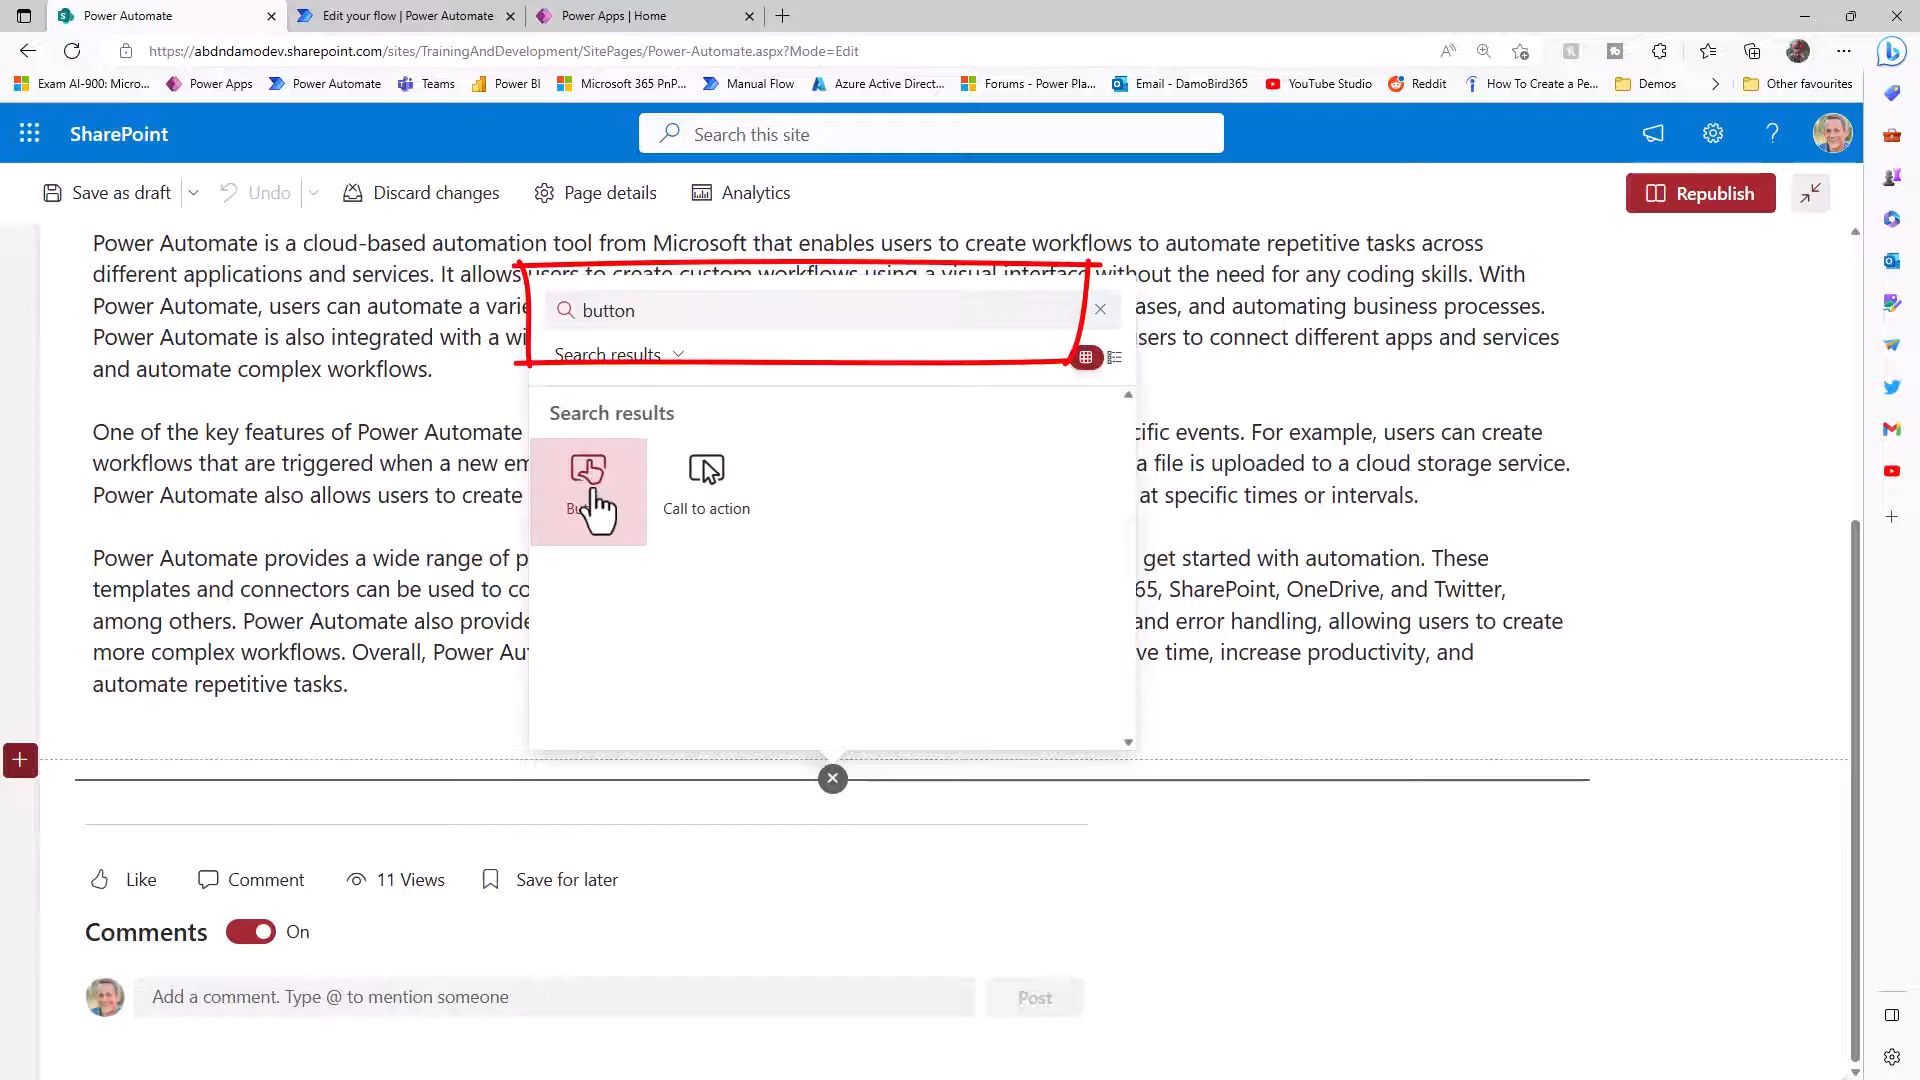 Power Automate
Edit your flow | Power Automate
Power Apps | Home
https://abdndamodev.sharepoint.com/sites/TrainingAndDevelopment/SitePages/Power-Automate.aspx?Mode=Edit
Exam AI-900: Micro...
Power Apps
Power Automate
Teams
Power BI
Microsoft 365 PnP...
Manual Flow
Azure Active Direct...
Forums - Power Pla...
Email - DamoBird365
YouTube Studio
Reddit
How To Create a Pe...
Demos
Other favourites
SharePoint
Search this site
Save as draft
Undo
Discard changes
Page details
Analytics
Republish
Power Automate is a cloud-based automation tool from Microsoft that enables users to create workflows to automate repetitive tasks across
different applications and services. It allows users to create custom workflows using a visual interface without the need for any coding skills. With
Power Automate, users can automate a varie ases, and automating business processes.
Power Automate is also integrated with a wi sers to connect different apps and services
and automate complex workflows.
button
Search results
Search results
Call to action
One of the key features of Power Automate cific events. For example, users can create
workflows that are triggered when a new em a file is uploaded to a cloud storage service.
Power Automate also allows users to create at specific times or intervals.
Power Automate provides a wide range of p get started with automation. These
templates and connectors can be used to co 65, SharePoint, OneDrive, and Twitter,
among others. Power Automate also provide and error handling, allowing users to create
more complex workflows. Overall, Power Au ve time, increase productivity, and
automate repetitive tasks.
Like
Comment
11 Views
Save for later
Comments
On
Add a comment. Type @ to mention someone
Post